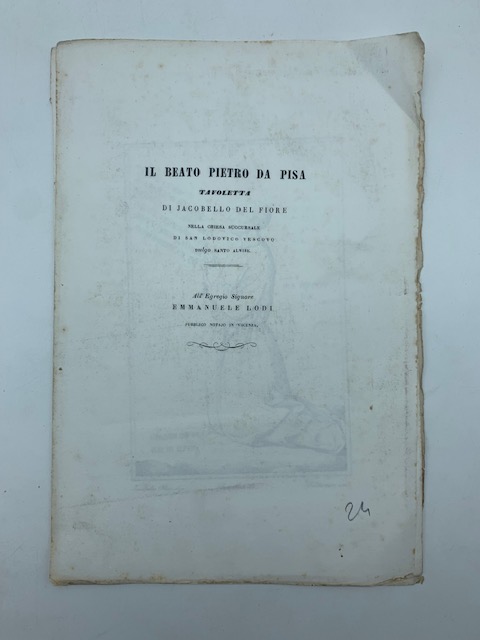 IL BEATO PIETRO DA PISA
TAVOLETTA
DI JACOBELLO DEL FIORE
NELLA CHIESA SUCCURSALE
DI SAN LODOVICO VESCOVO
volgo SANTO ALVISE.
All' Egregio Signore
EMMANUELE LODI
PUBBLICO NOTAJO IN VENEZIA.
24